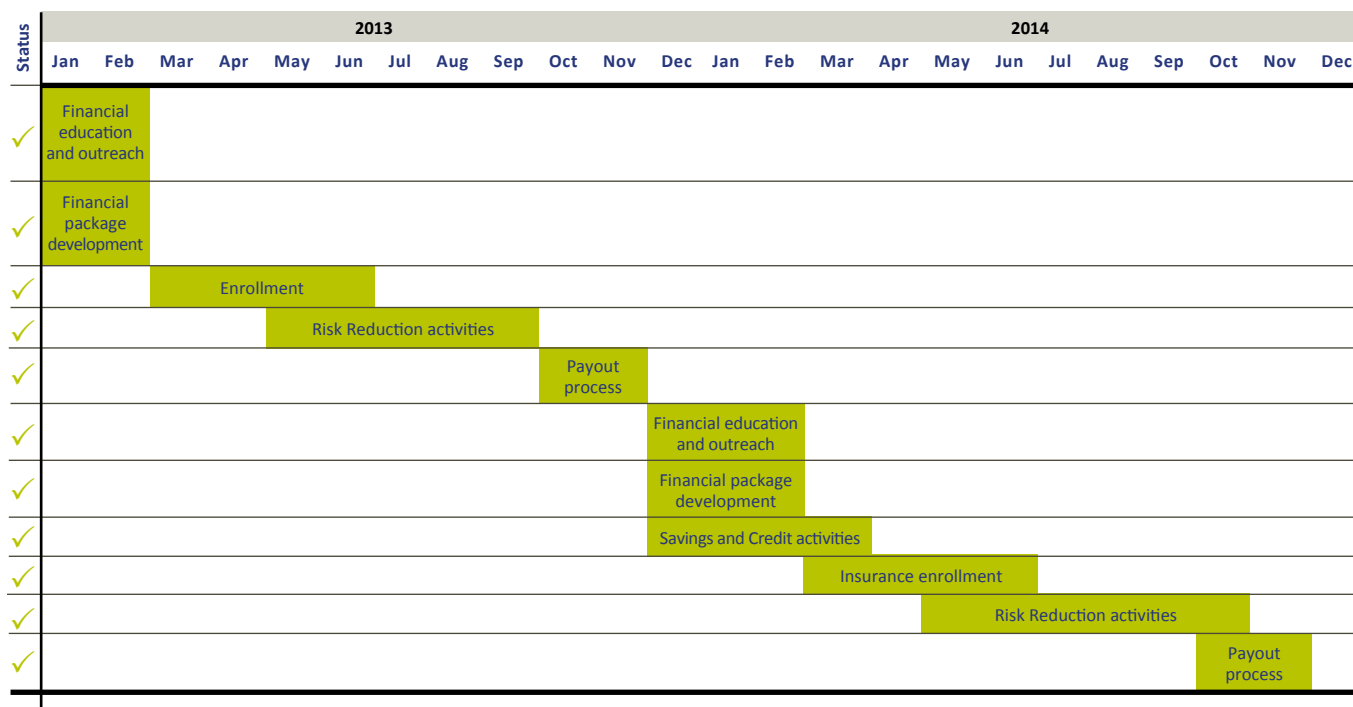 Status
2013
2014
Jan Feb Mar Apr May Jun Jul Aug Sep Oct Nov Dec Jan Feb Mar Apr May Jun Jul Aug Sep Oct Nov Dec
Financial
education
and outreach
Financial
package
development
Enrollment
Risk Reduction activities
Payout
process
Financial education
and outreach
Financial package
development
Savings and Credit activities
Insurance enrollment
Risk Reduction activities
Payout
process